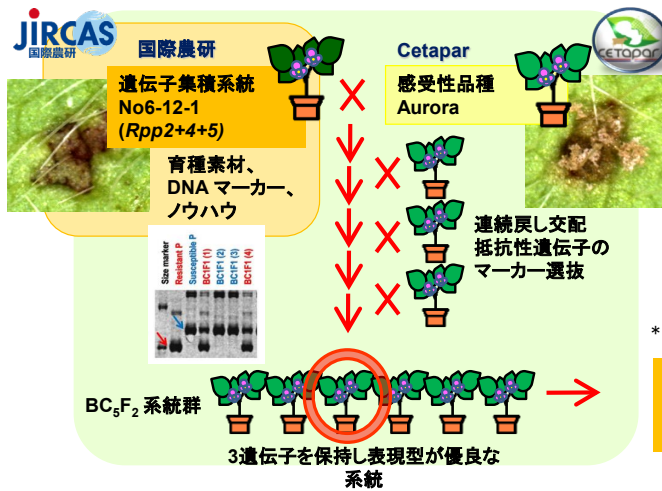 JIRCAS
国際農研
国際農研
Cetapar
CETAPAR
遺伝子集積系統
No6-12-1
(Rpp2+4+5)
感受性品種
Aurora
育種素材、
DNA マーカー、
ノウハウ
Size marker
Resistant P
Susceptible P
BC1F1 (1)
BC1F1 (2)
BC1F1 (3)
BC1F1 (4)
連続戻し交配
抵抗性遺伝子の
マーカー選抜
*
BC5F2 系統群
3遺伝子を保持し表現型が優良な
系統